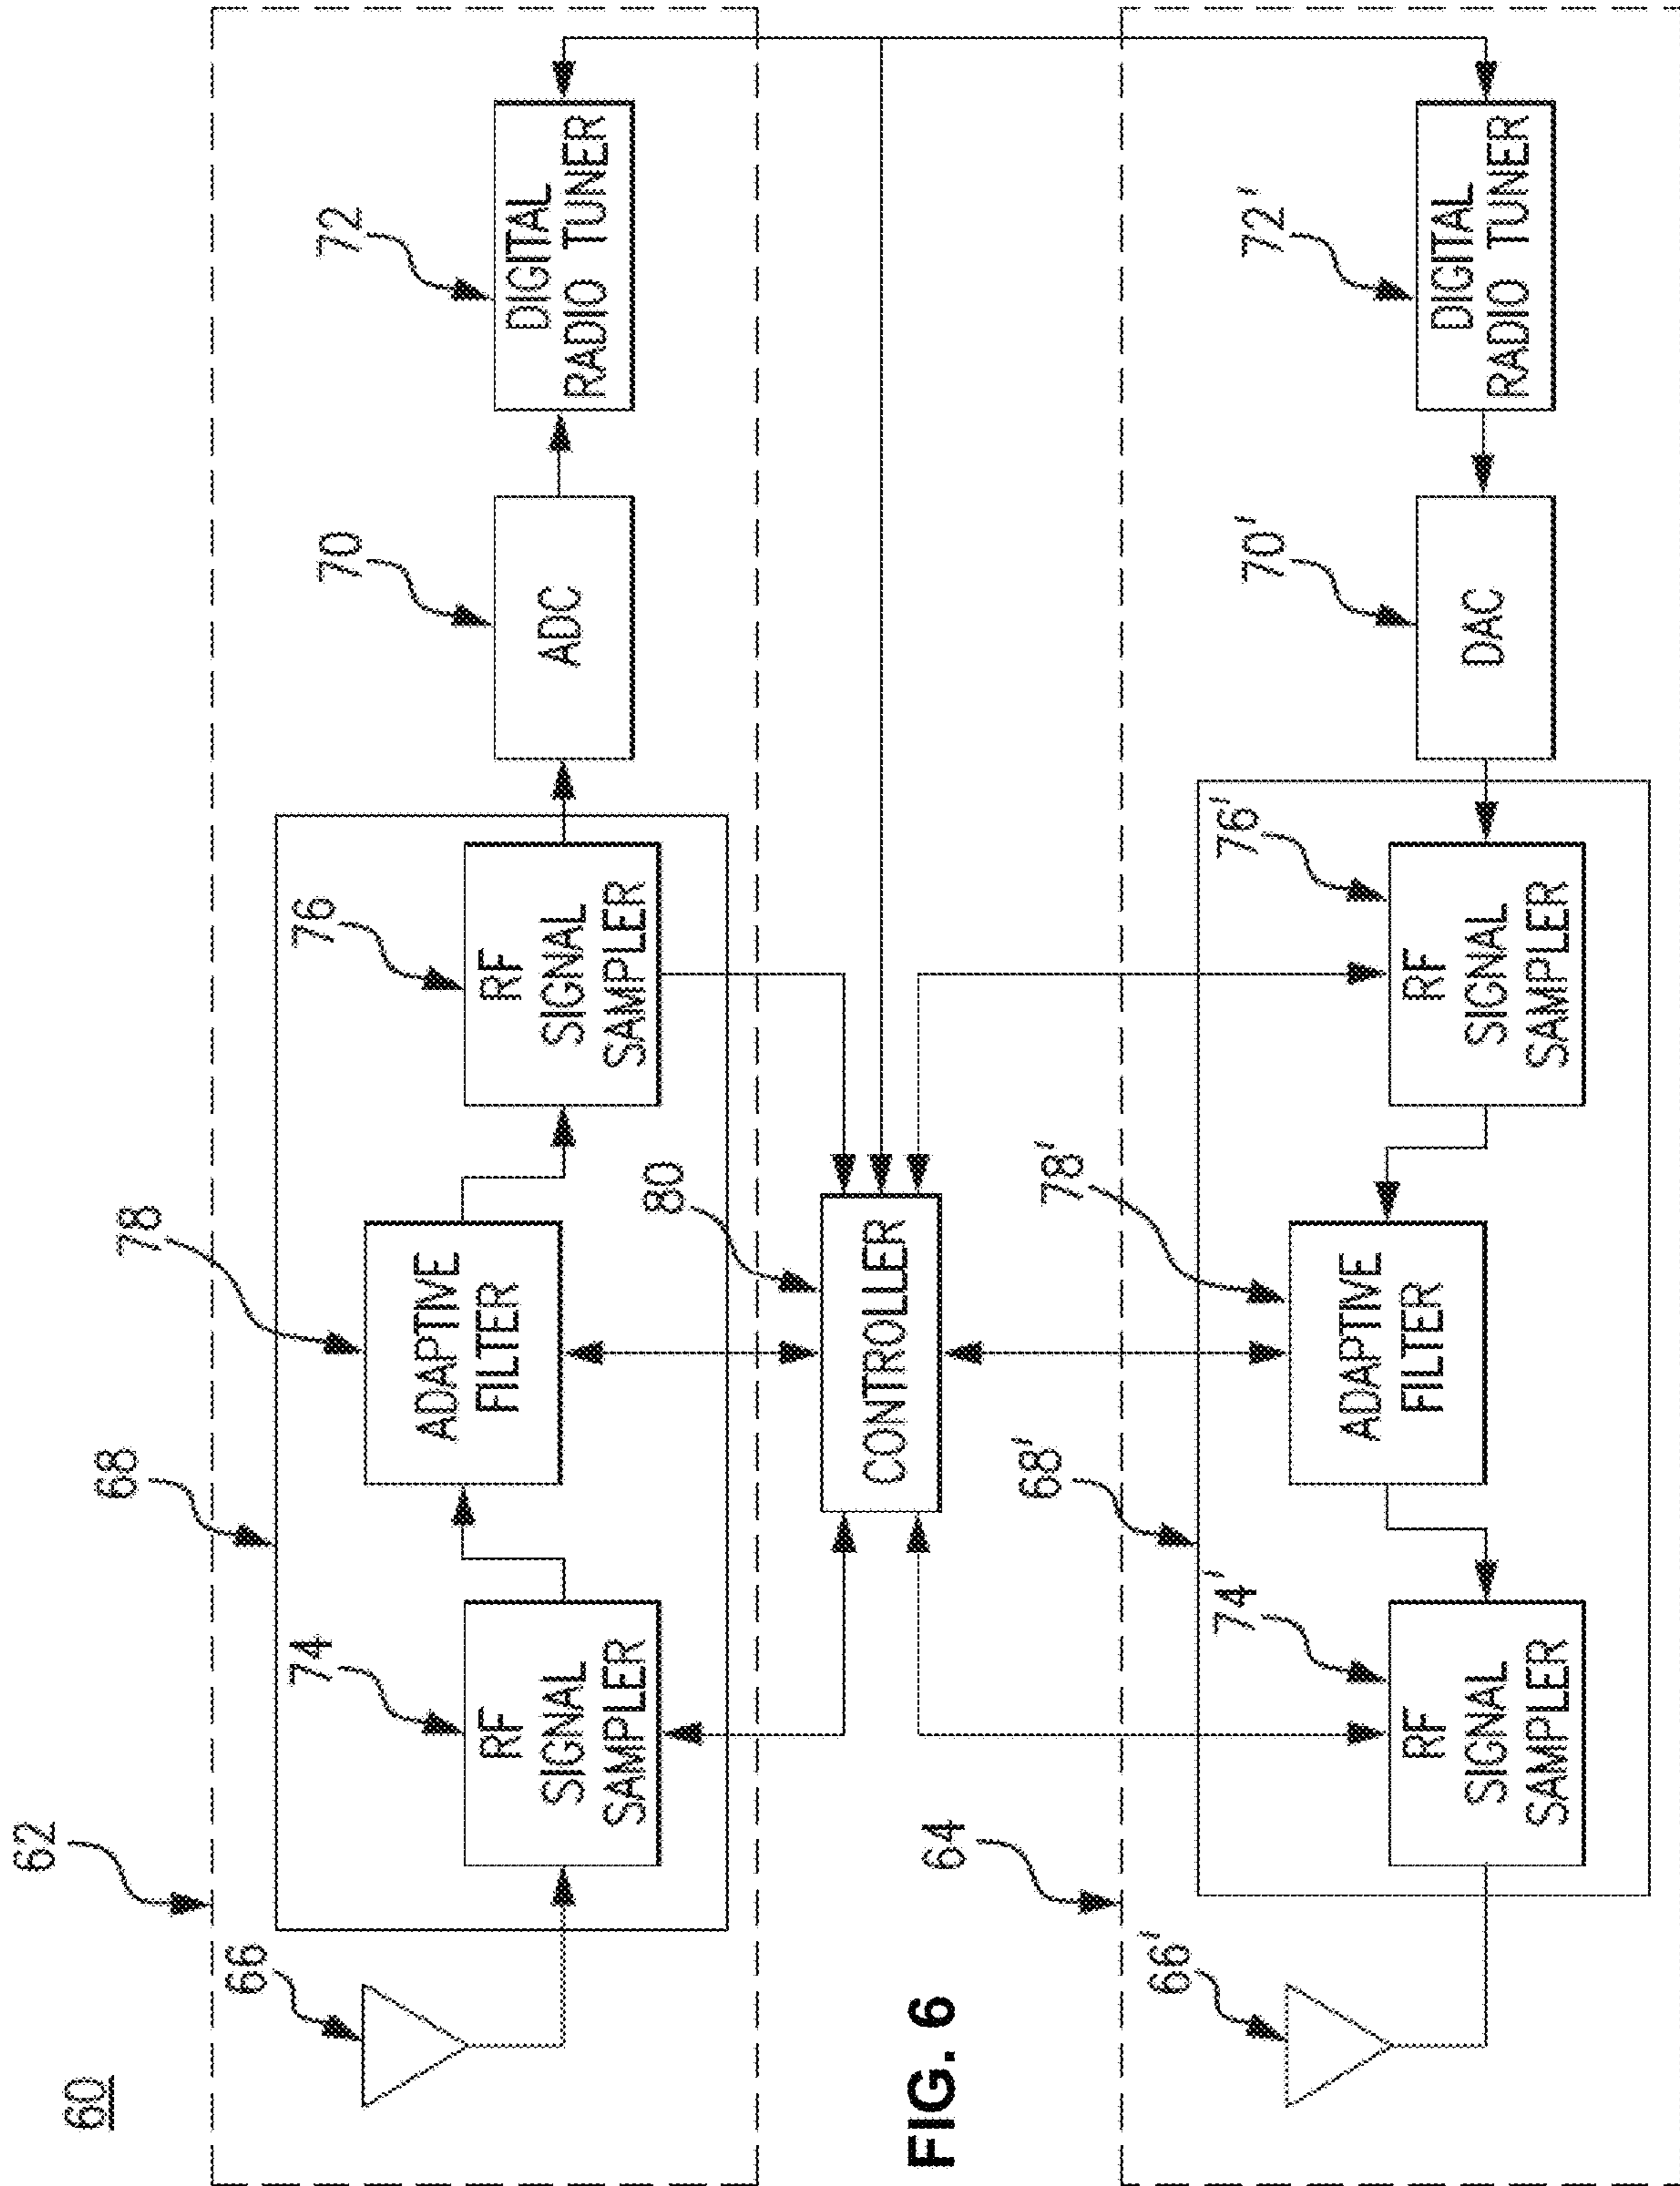 60
62
66
68
74
RF
SIGNAL
SAMPLER
78
ADAPTIVE
FILTER
76
RF
SIGNAL
SAMPLER
70
ADC
72
DIGITAL
RADIO TUNER
80
CONTROLLER
FIG. 6
64
66'
68'
74'
RF
SIGNAL
SAMPLER
78'
ADAPTIVE
FILTER
76'
RF
SIGNAL
SAMPLER
70'
DAC
72'
DIGITAL
RADIO TUNER